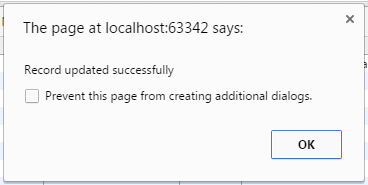 The page at localhost:63342 says:
Record updated successfully
Prevent this page from creating additional dialogs.
OK